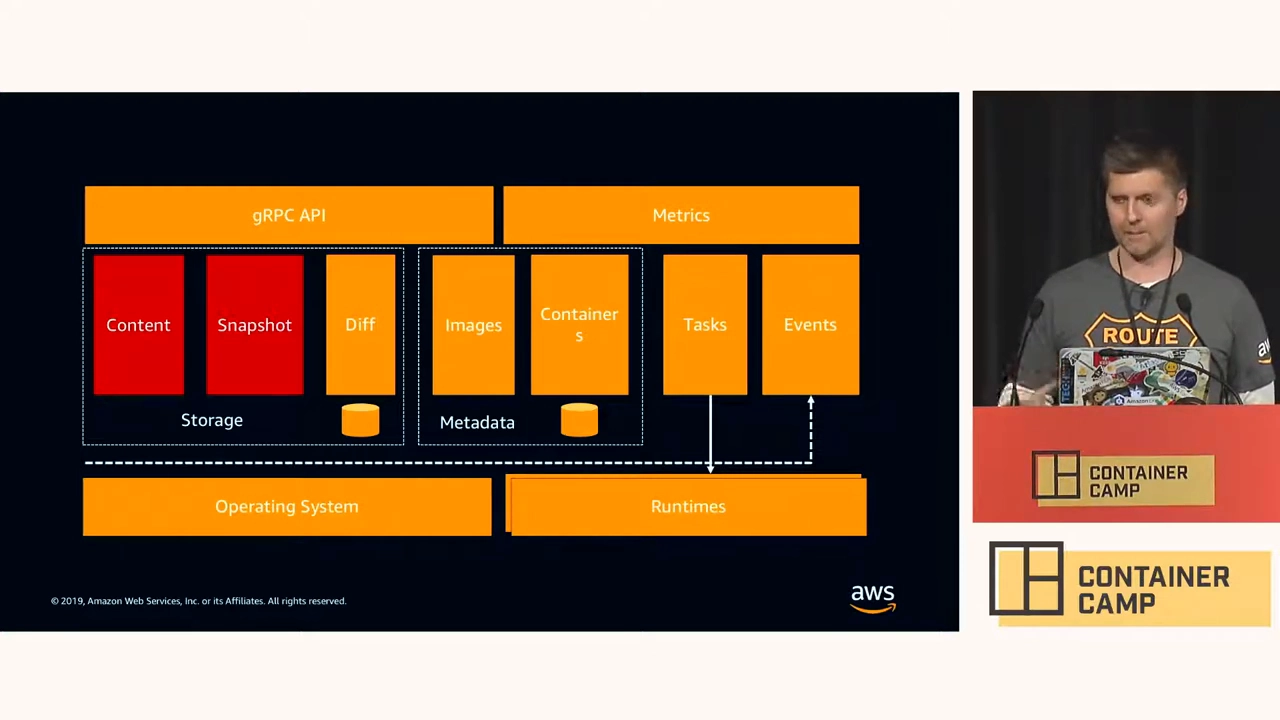 gRPC API
Metrics
Content
Snapshot
Diff
Images
Container
s
Tasks
Events
Storage
Metadata
Operating System
Runtimes
© 2019, Amazon Web Services, Inc. or its Affiliates. All rights reserved.
aws
ROUTE
CONTAINER
CAMP
CONTAINER
CAMP